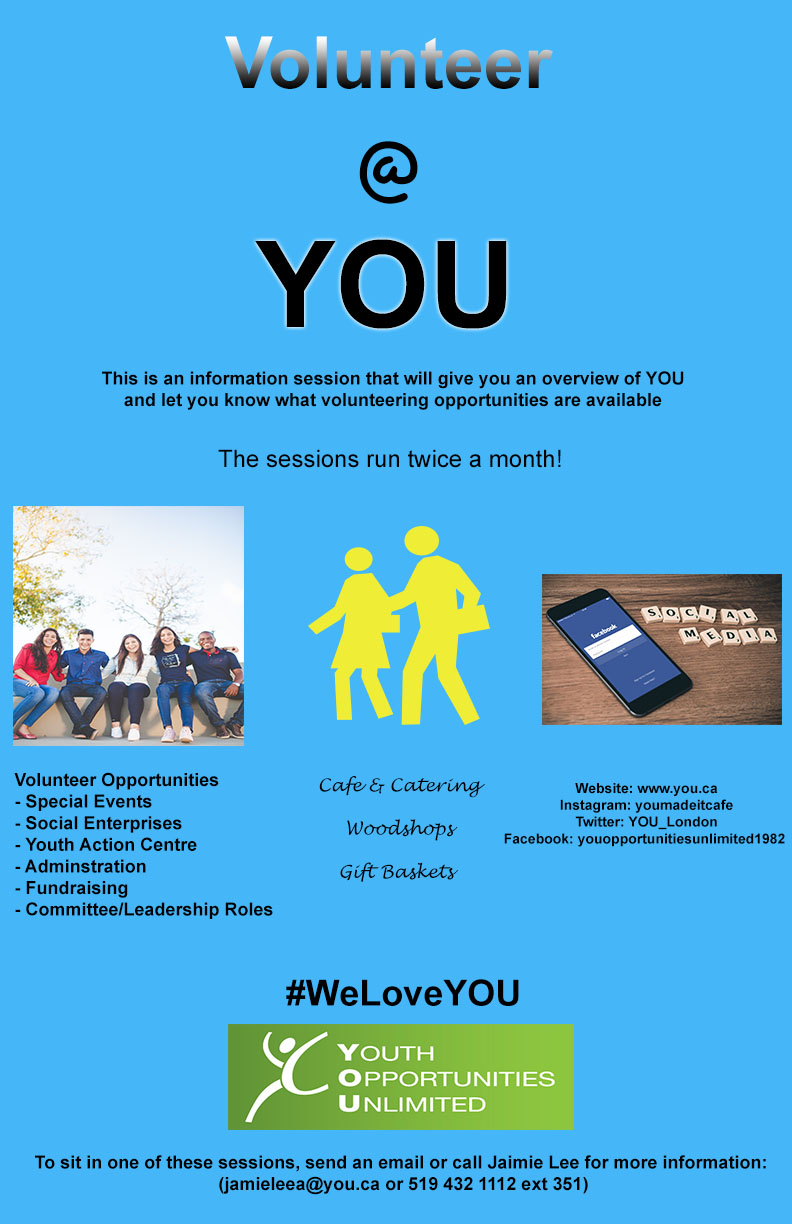 Volunteer
@
YOU
This is an information session that will give you an overview of YOU
and let you know what volunteering opportunities are available
The sessions run twice a month!
facebook
SOCIAL
MEDIA
Volunteer Opportunities
- Special Events
- Social Enterprises
- Youth Action Centre
- Adminstration
- Fundraising
- Committee/Leadership Roles
Cafe & Catering
Woodshops
Gift Baskets
Website: www.you.ca
Instagram: youmadeitcafe
Twitter: YOU_London
Facebook: youopportunitiesunlimited1982
#WeLoveYOU
YOUTH
OPPORTUNITIES
UNLIMITED
To sit in one of these sessions, send an email or call Jaimie Lee for more information:
(jamieleea@you.ca or 519 432 1112 ext 351)